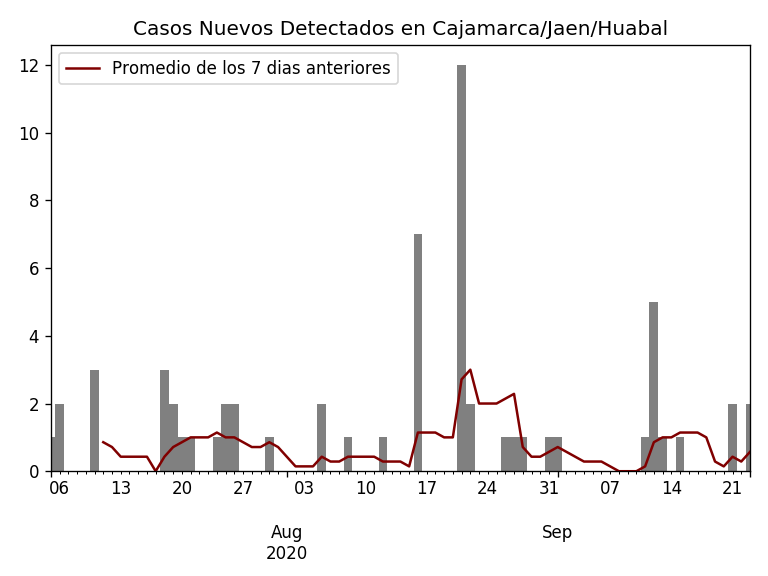 Casos Nuevos Detectados en Cajamarca/Jaen/Huabal
Promedio de los 7 dias anteriores
12
10
8
6
4
2
0
06 13 20 27 03 10 17 24 31 07 14 21
Aug Sep
2020